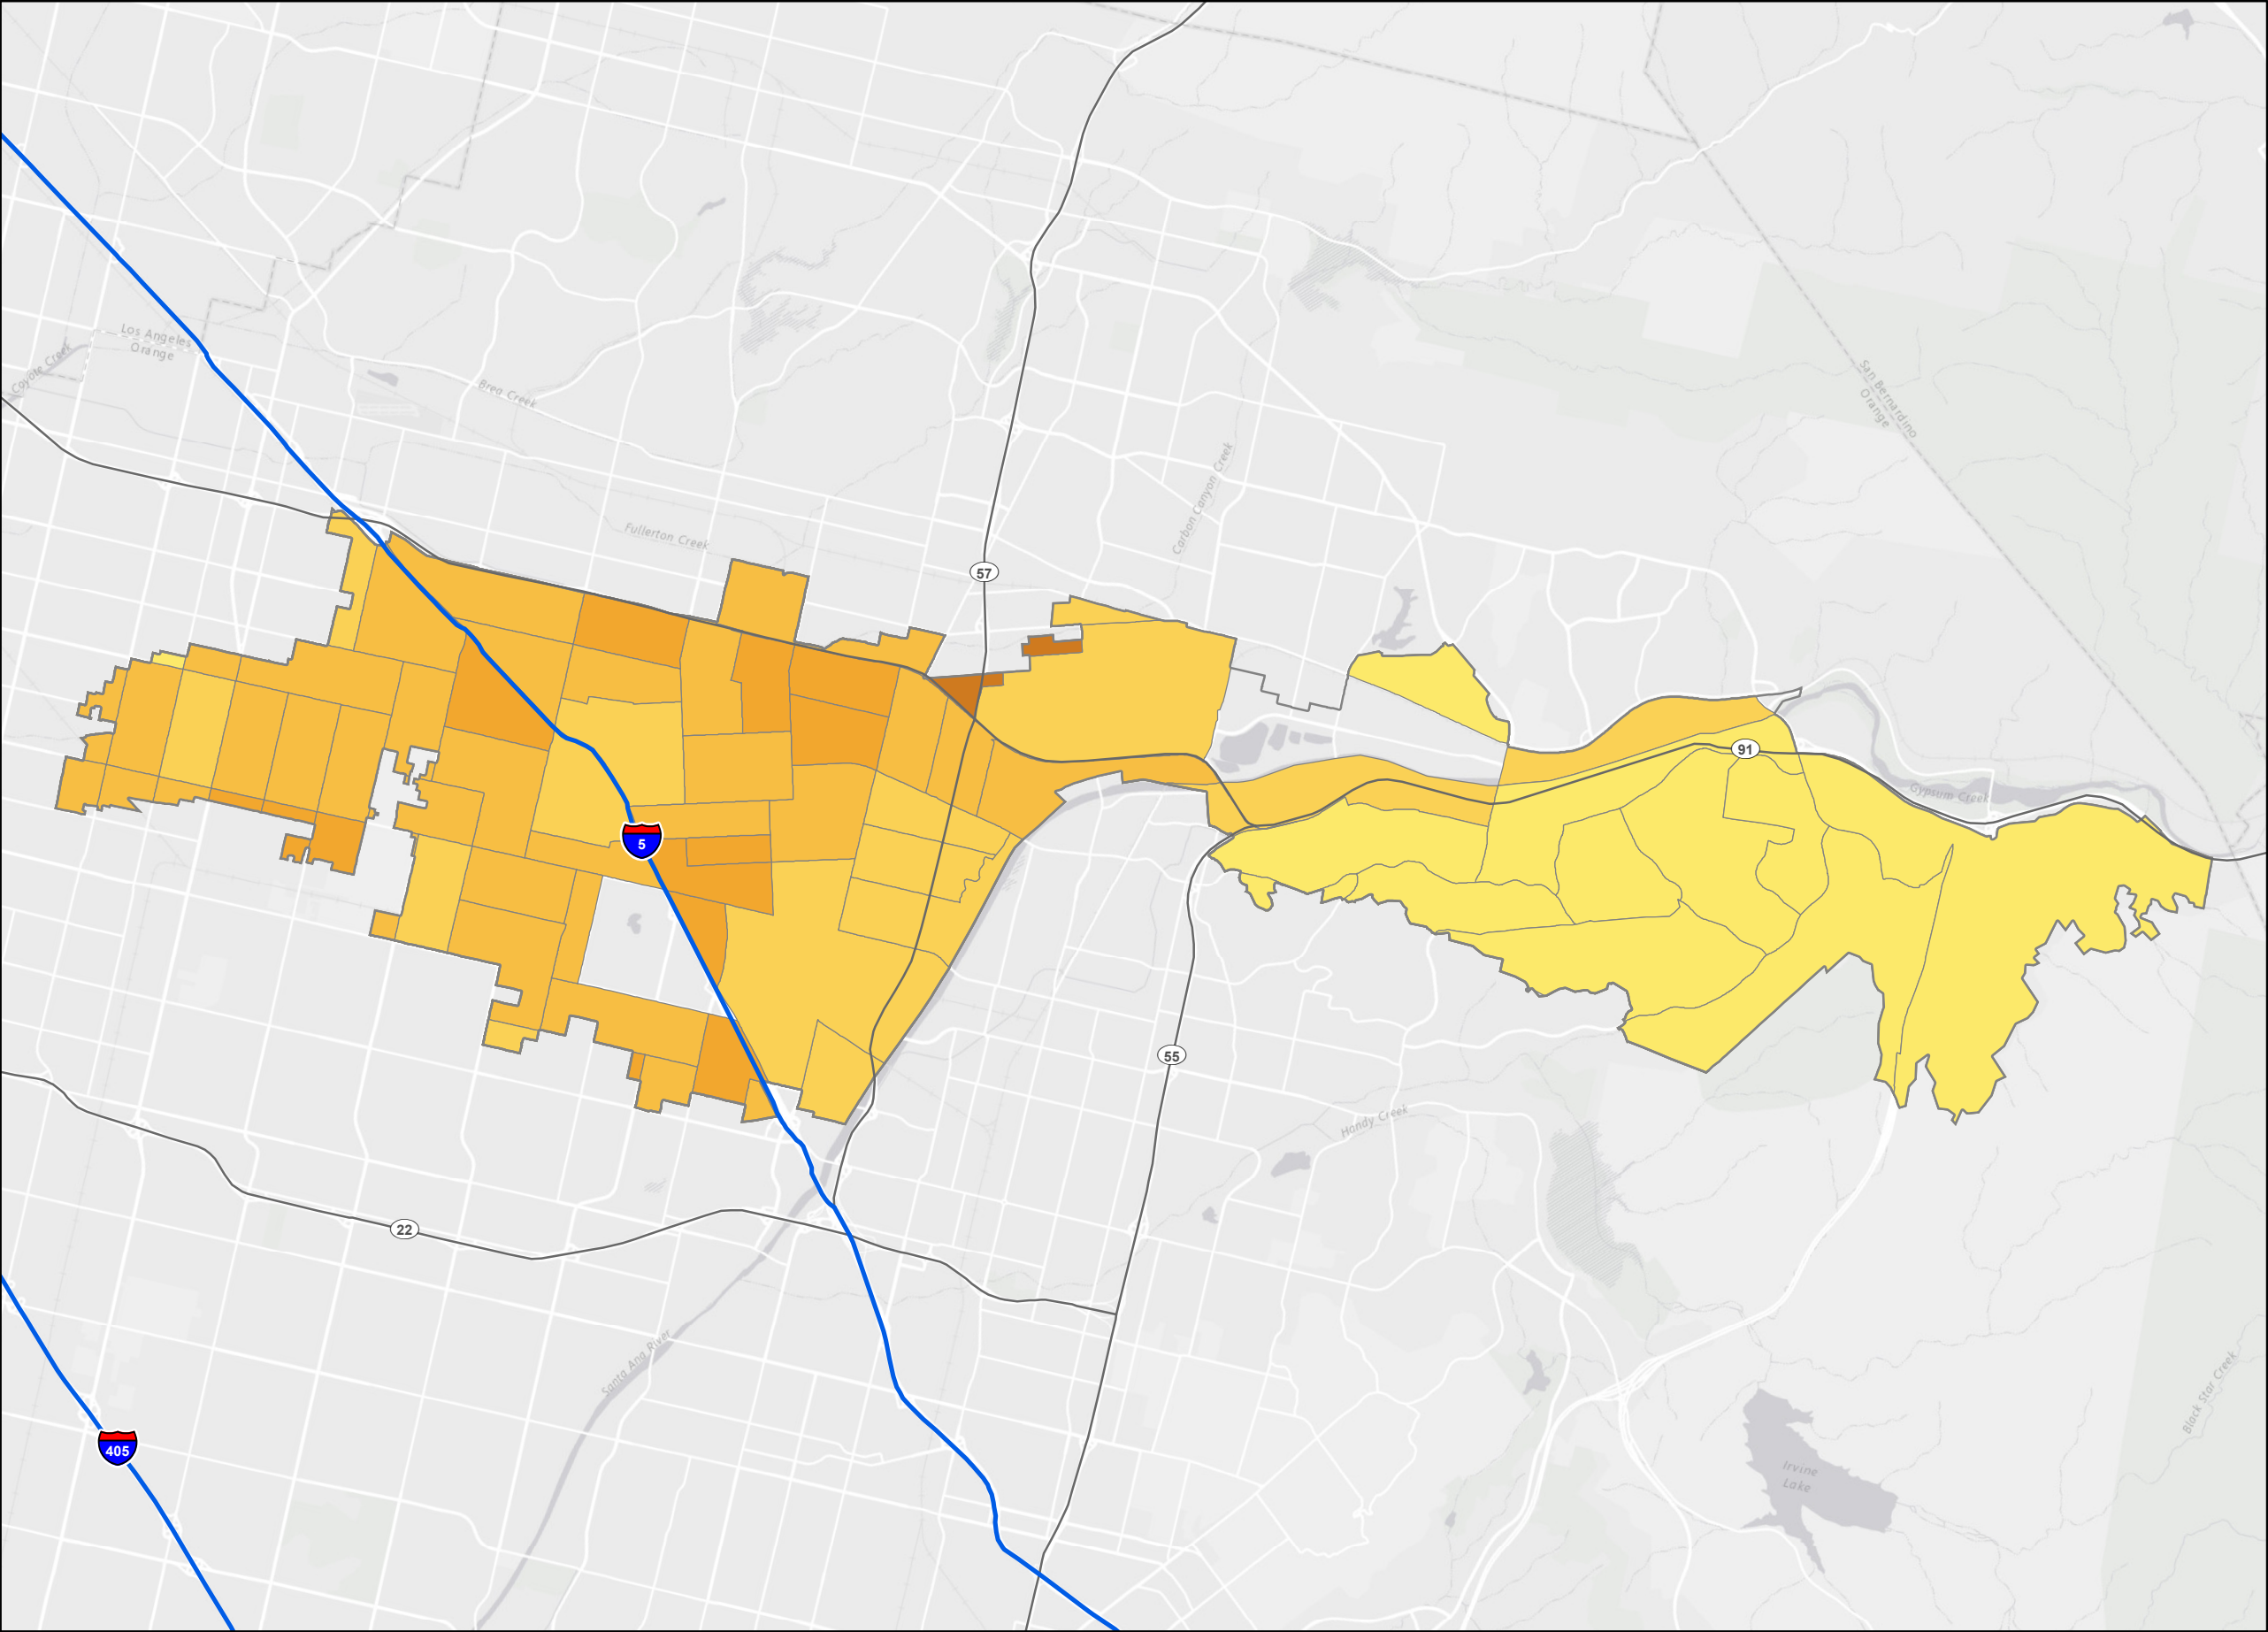 Los Angeles
Orange
Coyote Creek
Brea Creek
San Bernardino
Orange
Carbon Canyon Creek
Fullerton Creek
57
91
Gypsum Creek
5
55
Handy Creek
22
Santa Ana River
Black Star Creek
405
Irvine
Lake